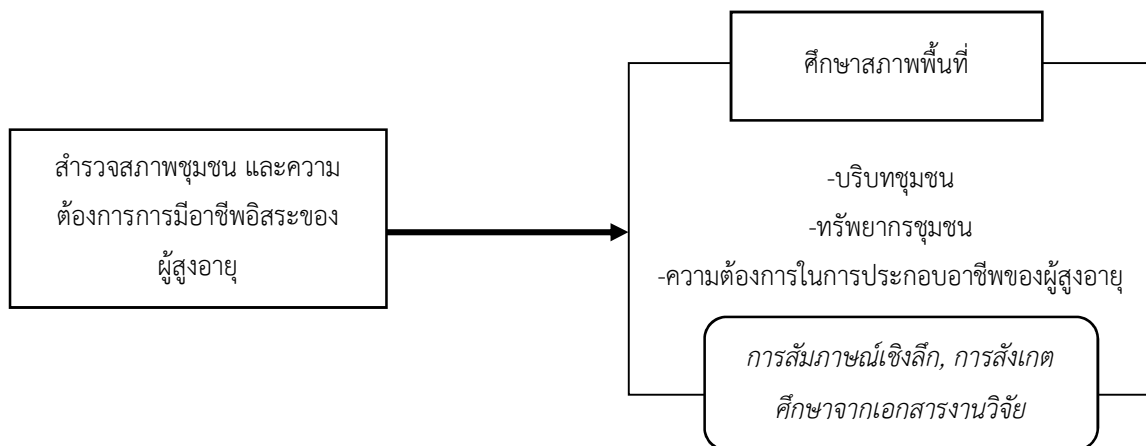 ศึกษาสภาพพื้นที่
สำรวจสภาพชุมชน และความ
ต้องการการมีอาชีพอิสระของ
ผู้สูงอายุ
-บริบทชุมชน
-ทรัพยากรชุมชน
-ความต้องการในการประกอบอาชีพของผู้สูงอายุ
การสัมภาษณ์เชิงลึก, การสังเกต
ศึกษาจากเอกสารงานวิจัย